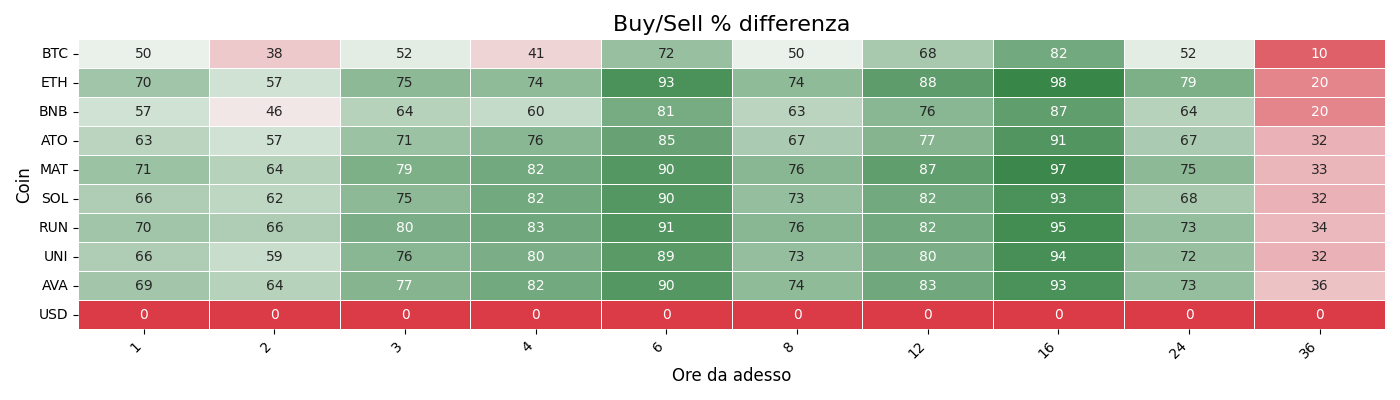 Buy/Sell % differenza
Coin
BTC 50 38 52 41 72 50 68 82 52 10
ETH 70 57 75 74 93 74 88 98 79 20
BNB 57 46 64 60 81 63 76 87 64 20
ATO 63 57 71 76 85 67 77 91 67 32
MAT 71 64 79 82 90 76 87 97 75 33
SOL 66 62 75 82 90 73 82 93 68 32
RUN 70 66 80 83 91 76 82 95 73 34
UNI 66 59 76 80 89 73 80 94 72 32
AVA 69 64 77 82 90 74 83 93 73 36
USD 0 0 0 0 0 0 0 0 0 0
1 2 3 4 6 8 12 16 24 36
Ore da adesso